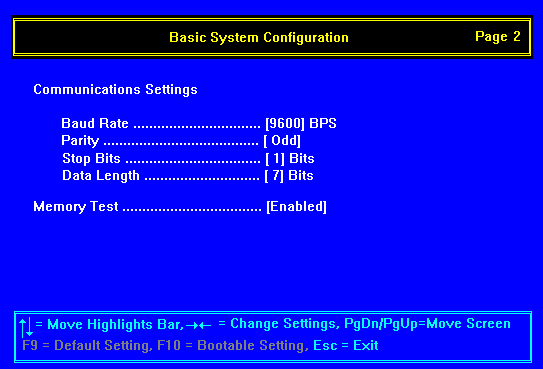 Basic System Configuration Page 2
Communications Settings
Baud Rate ................................ [9600] BPS
Parity ....................................... [ Odd]
Stop Bits .................................. [ 1] Bits
Data Length ............................. [ 7] Bits
Memory Test ................................... [Enabled]
↑↓ = Move Highlights Bar, →← = Change Settings, PgDn/PgUp=Move Screen
F9 = Default Setting, F10 = Bootable Setting, Esc = Exit